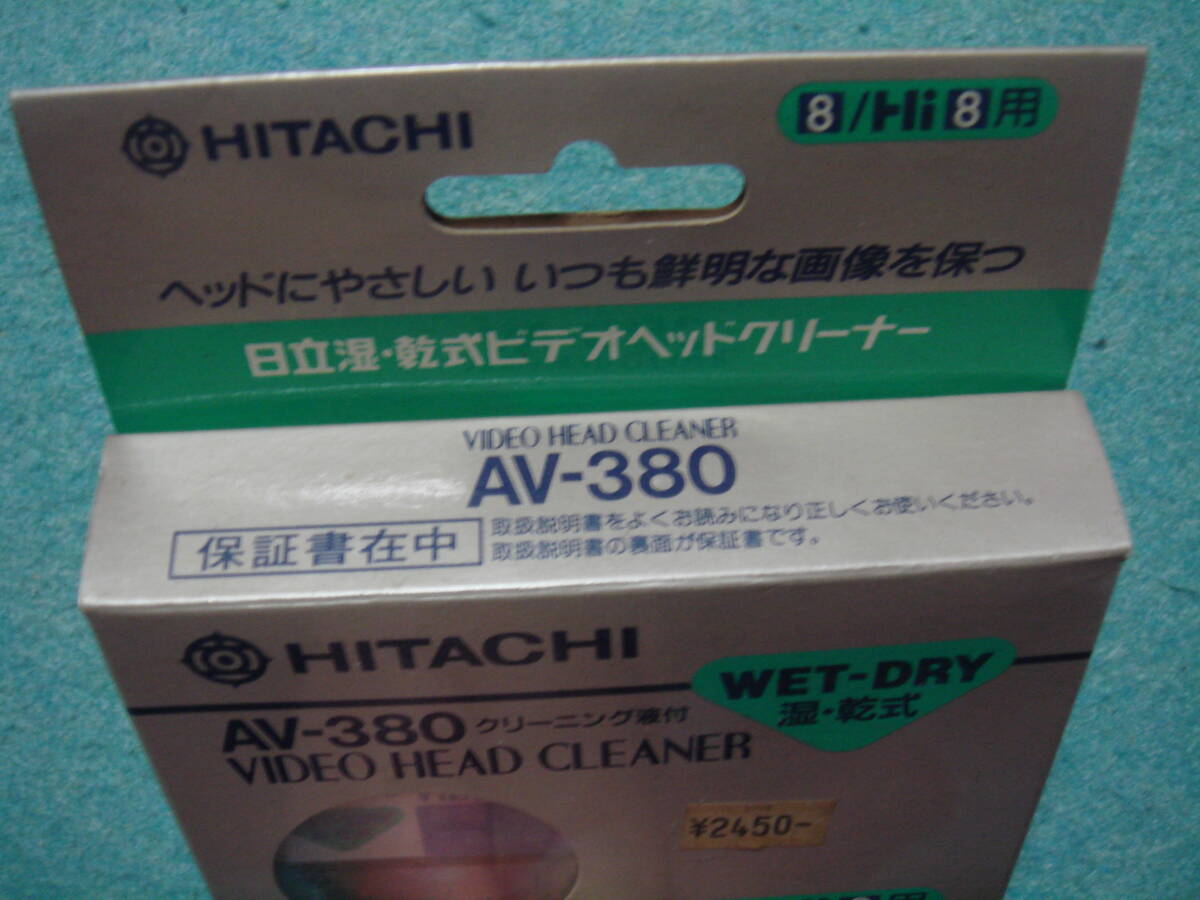 HITACHI
8/Hi8用
ヘッドにやさしい いつも鮮明な画像を保つ
日立湿・乾式ビデオヘッドクリーナー
VIDEO HEAD CLEANER
AV-380
保証書在中
取扱説明書をよくお読みになり正しくお使いください。
取扱説明書の裏面が保証書です。
HITACHI
WET-DRY
湿・乾式
AV-380 クリーニング液付
VIDEO HEAD CLEANER
¥2450-